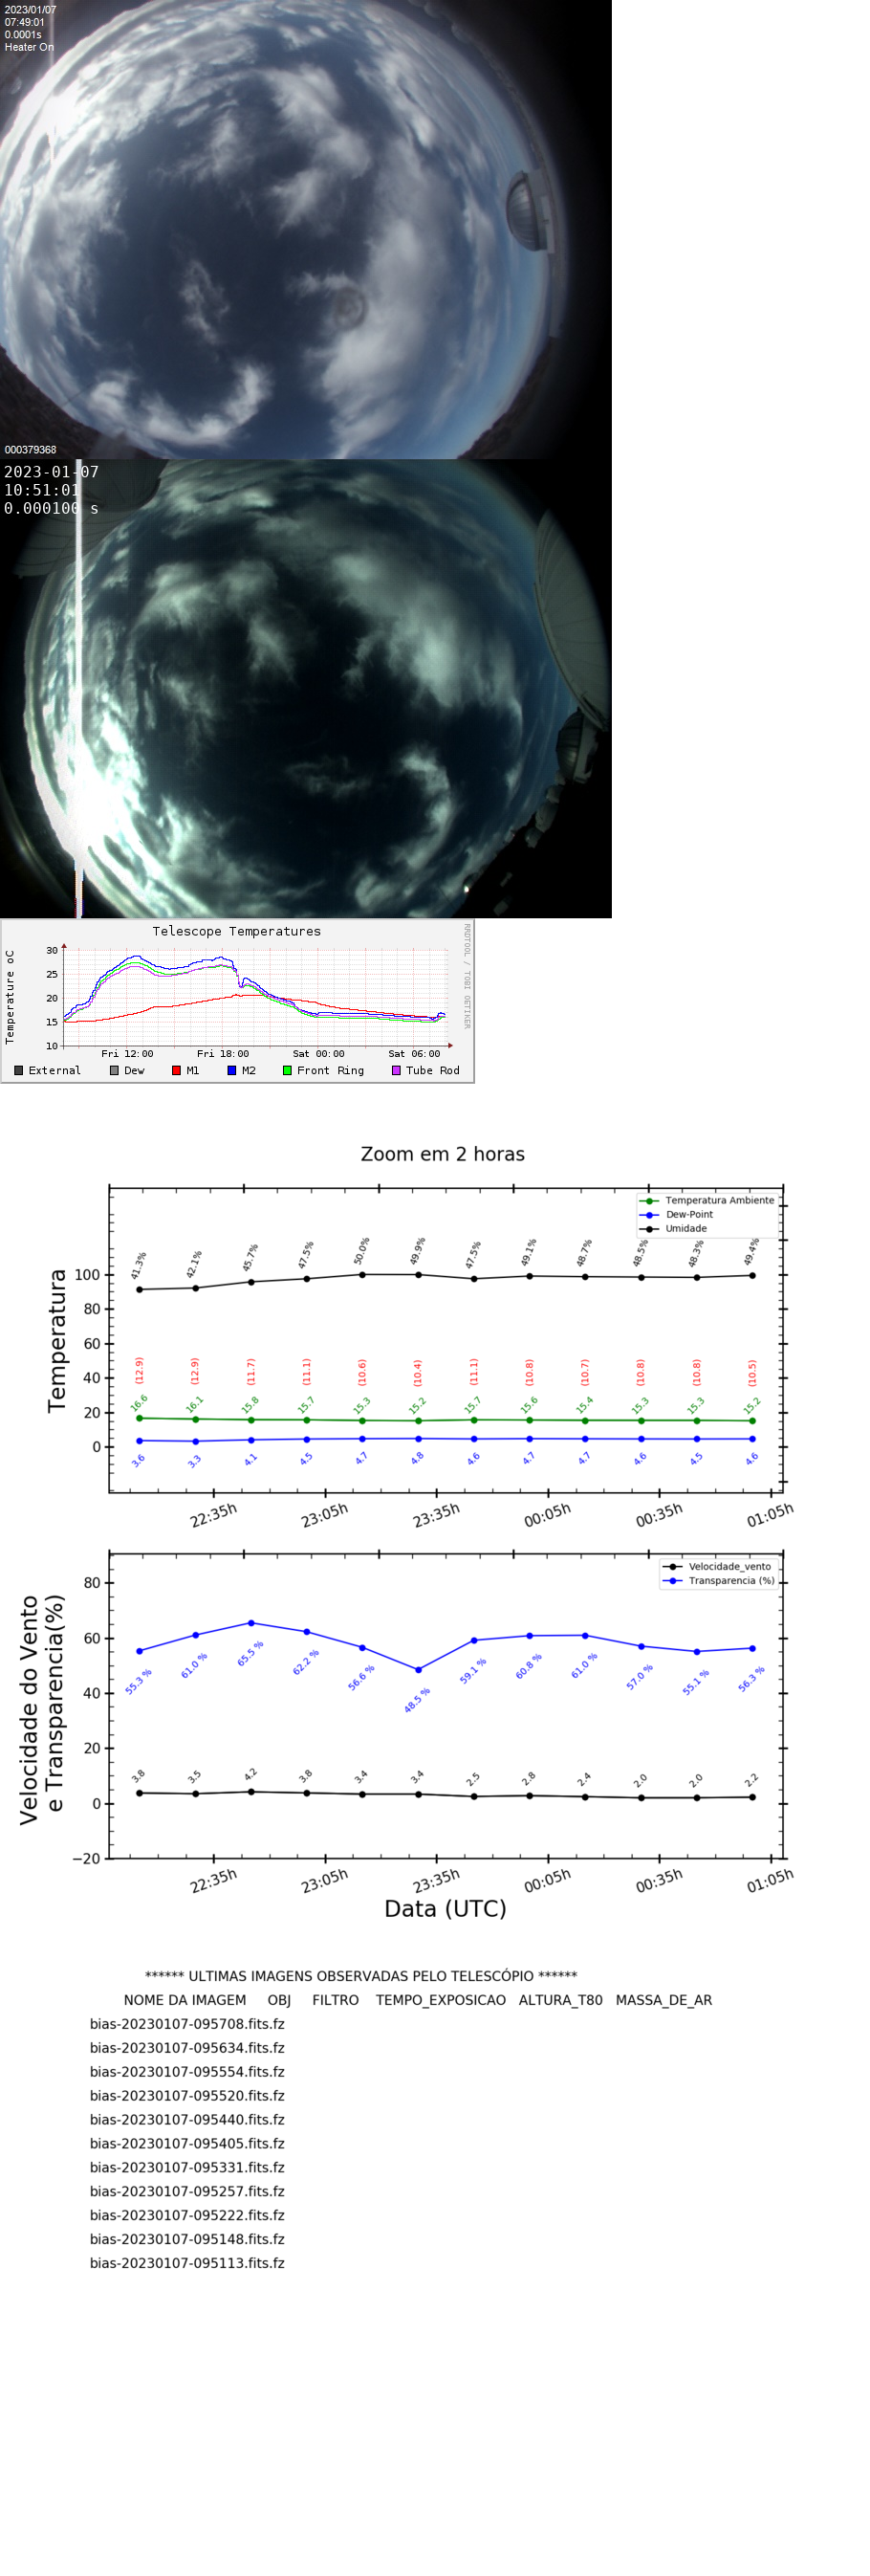 2023/01/07
07:49:01
0.0001s
Heater On
000379368
2023-01-07
10:51:01
0.000100 s
Telescope Temperatures
RRDTOOL / TOBI OETIKER
Temperature oC
30
25
20
15
10
Fri 12:00 Fri 18:00 Sat 00:00 Sat 06:00
External Dew M1 M2 Front Ring Tube Rod
Zoom em 2 horas
Temperatura Ambiente
Dew-Point
Umidade
41.3% 42.1% 45.7% 47.5% 50.0% 49.9% 47.5% 49.1% 48.7% 48.5% 48.3% 49.4%
Temperatura
100
80
60
40
20
0
(12.9) (12.9) (11.7) (11.1) (10.6) (10.4) (11.1) (10.8) (10.7) (10.8) (10.8) (10.5)
16.6 16.1 15.8 15.7 15.3 15.2 15.7 15.6 15.4 15.3 15.3 15.2
3.6 3.3 4.1 4.5 4.7 4.8 4.6 4.7 4.7 4.6 4.5 4.6
22:35h 23:05h 23:35h 00:05h 00:35h 01:05h
Velocidade_vento
Transparencia (%)
Velocidade do Vento
e Transparencia(%)
80
60
40
20
0
−20
55.3 % 61.0 % 65.5 % 62.2 % 56.6 % 48.5 % 59.1 % 60.8 % 61.0 % 57.0 % 55.1 % 56.3 %
3.8 3.5 4.2 3.8 3.4 3.4 2.5 2.8 2.4 2.0 2.0 2.2
22:35h 23:05h 23:35h 00:05h 00:35h 01:05h
Data (UTC)
****** ULTIMAS IMAGENS OBSERVADAS PELO TELESCÓPIO ******
NOME DA IMAGEM OBJ FILTRO TEMPO_EXPOSICAO ALTURA_T80 MASSA_DE_AR
bias-20230107-095708.fits.fz
bias-20230107-095634.fits.fz
bias-20230107-095554.fits.fz
bias-20230107-095520.fits.fz
bias-20230107-095440.fits.fz
bias-20230107-095405.fits.fz
bias-20230107-095331.fits.fz
bias-20230107-095257.fits.fz
bias-20230107-095222.fits.fz
bias-20230107-095148.fits.fz
bias-20230107-095113.fits.fz